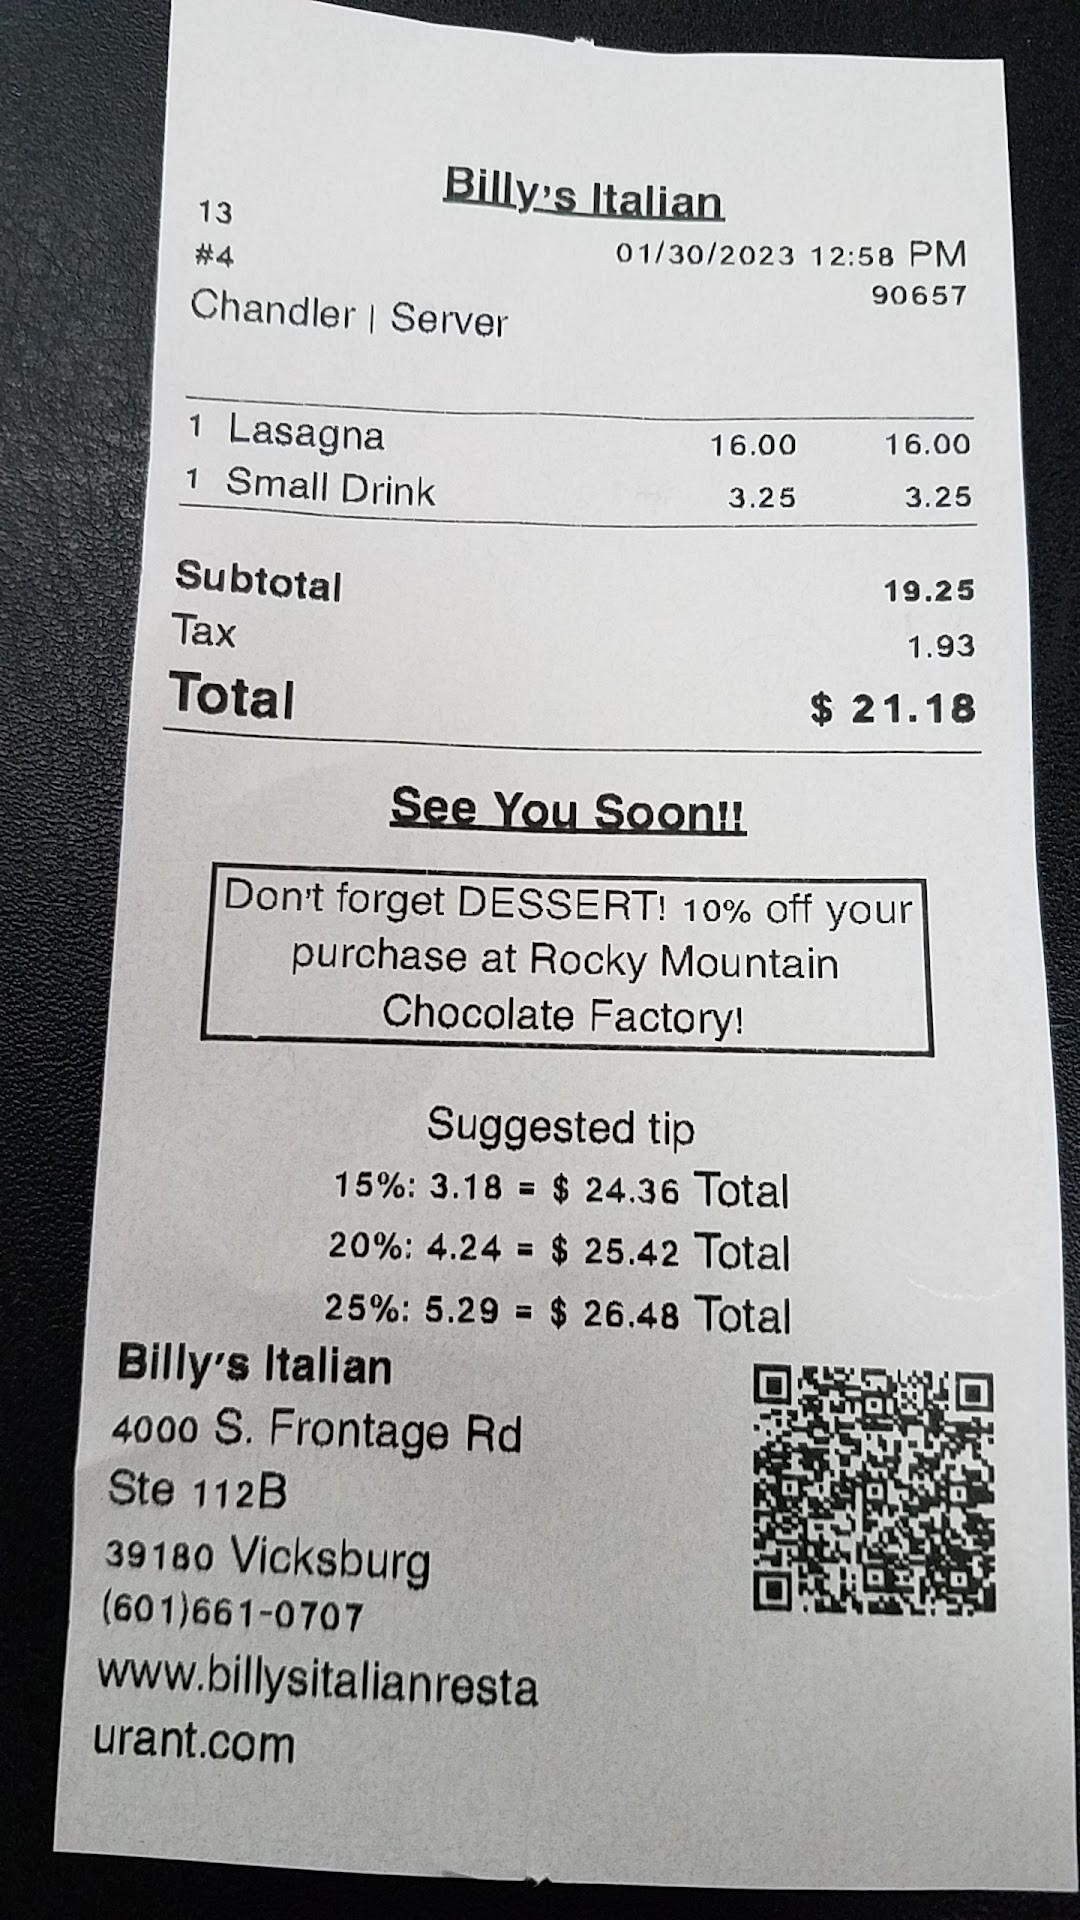 Billy's Italian
13
#4 01/30/2023 12:58 PM
90657
Chandler | Server
1 Lasagna 16.00 16.00
1 Small Drink 3.25 3.25
Subtotal 19.25
Tax 1.93
Total $ 21.18
See You Soon!!
Don't forget DESSERT! 10% off your
purchase at Rocky Mountain
Chocolate Factory!
Suggested tip
15%: 3.18 = $ 24.36 Total
20%: 4.24 = $ 25.42 Total
25%: 5.29 = $ 26.48 Total
Billy's Italian
4000 S. Frontage Rd
Ste 112B
39180 Vicksburg
(601)661-0707
www.billysitalianresta
urant.com